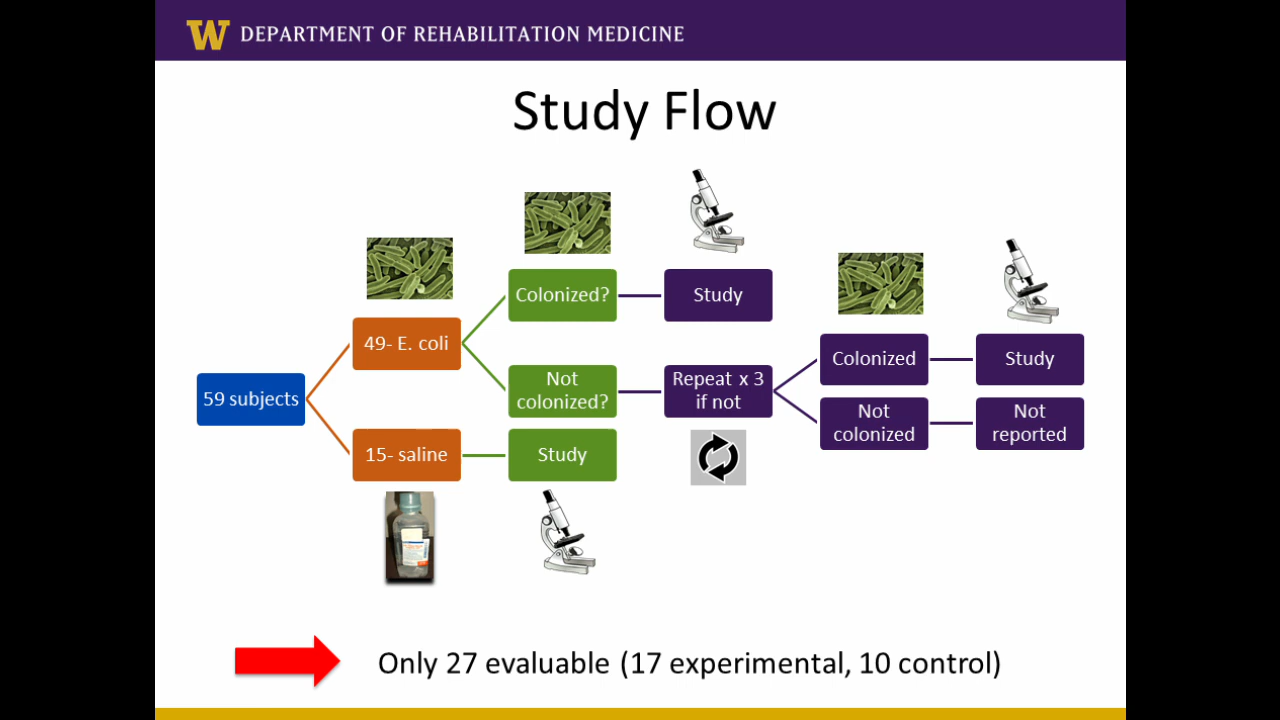 W DEPARTMENT OF REHABILITATION MEDICINE
Study Flow
Colonized?
Study
49- E. coli
Colonized
Study
59 subjects
Not
colonized?
Repeat x 3
if not
Not
colonized
Not
reported
15- saline
Study
Only 27 evaluable (17 experimental, 10 control)